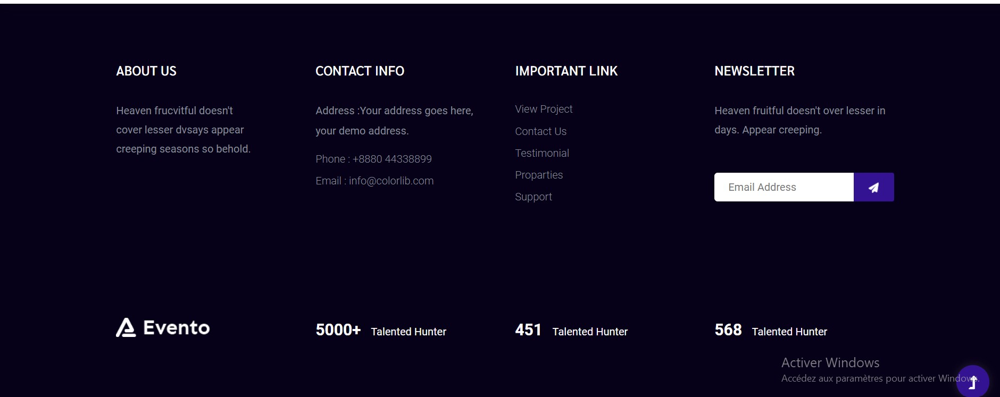 ABOUT US
Heaven frucvitful doesn't
cover lesser dvsays appear
creeping seasons so behold.
CONTACT INFO
Address :Your address goes here,
your demo address.
Phone : +8880 44338899
Email : info@colorlib.com
IMPORTANT LINK
View Project
Contact Us
Testimonial
Proparties
Support
NEWSLETTER
Heaven fruitful doesn't over lesser in
days. Appear creeping.
Email Address
Evento
5000+ Talented Hunter
451 Talented Hunter
568 Talented Hunter
Activer Windows
Accédez aux paramètres pour activer Windows.